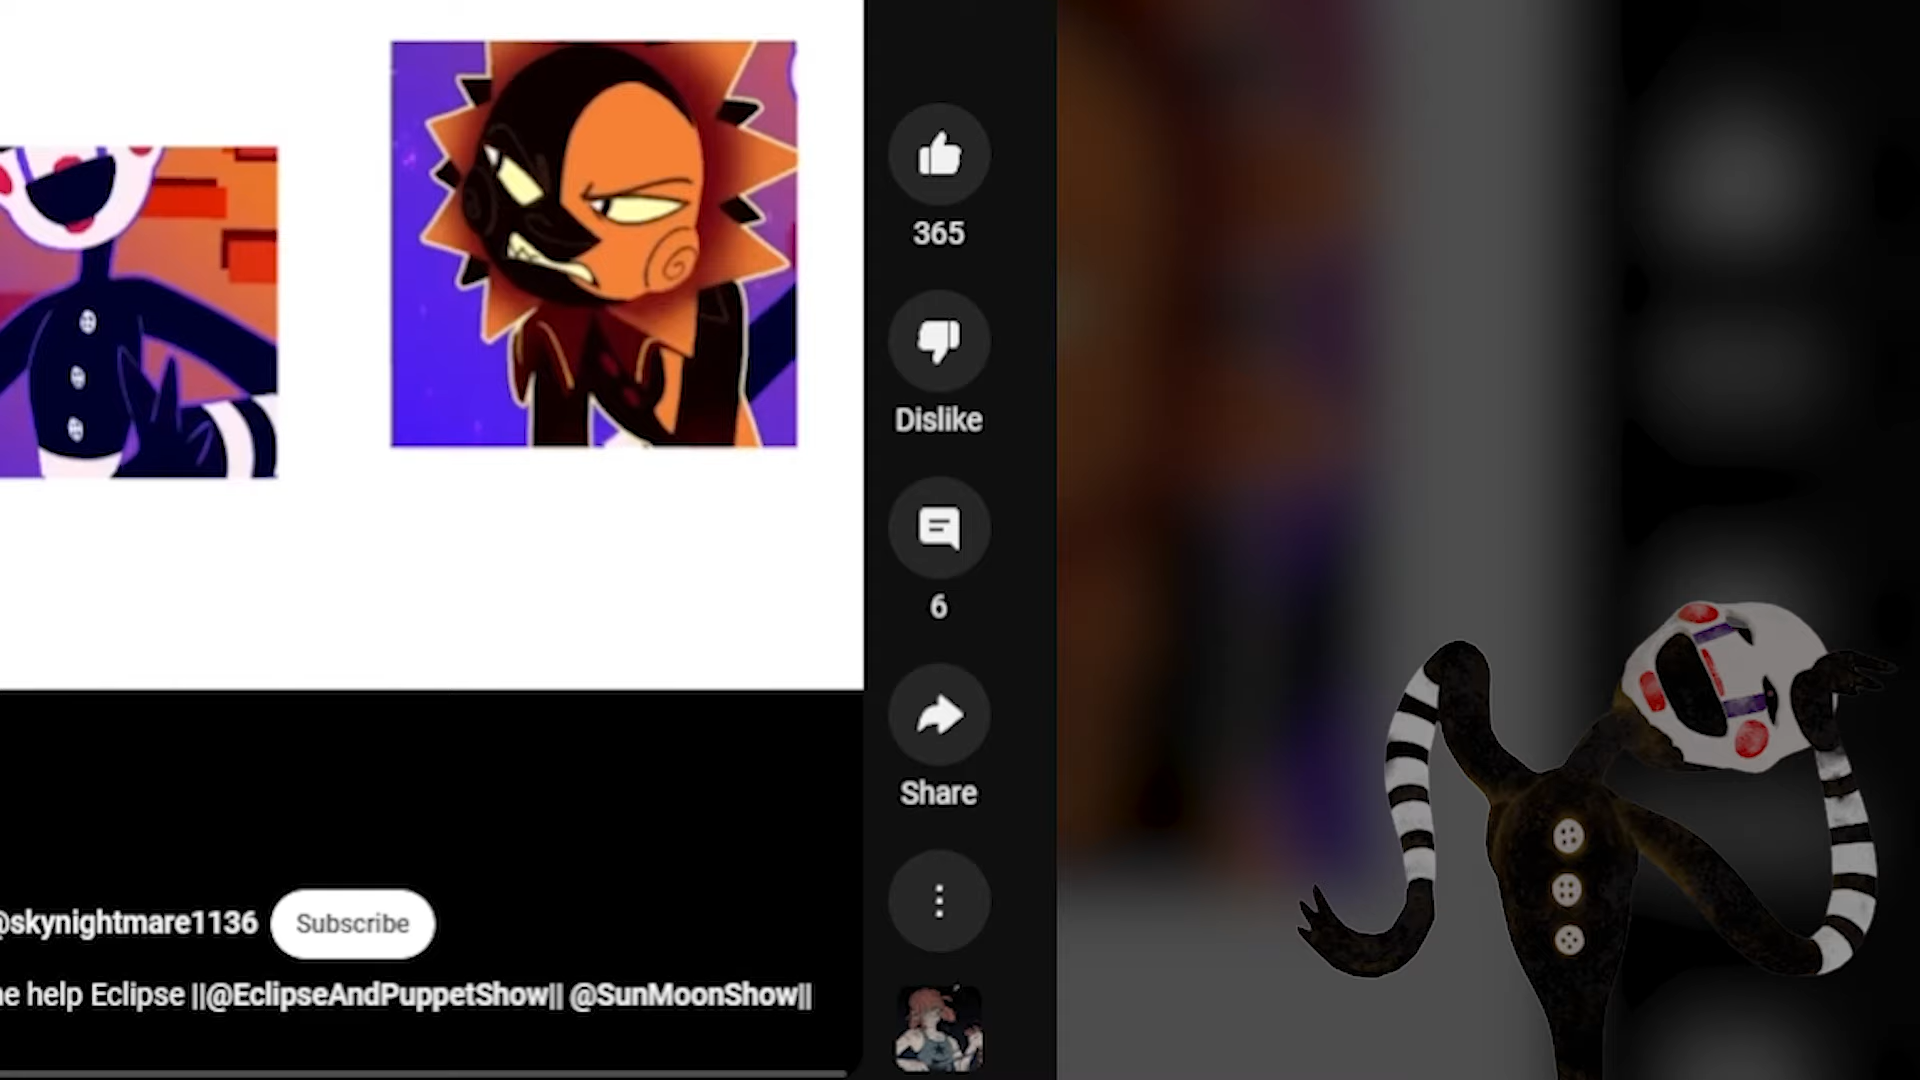 365
Dislike
6
Share
@skynightmare1136 Subscribe
help Eclipse ||@EclipseAndPuppetShow|| @SunMoonShow||